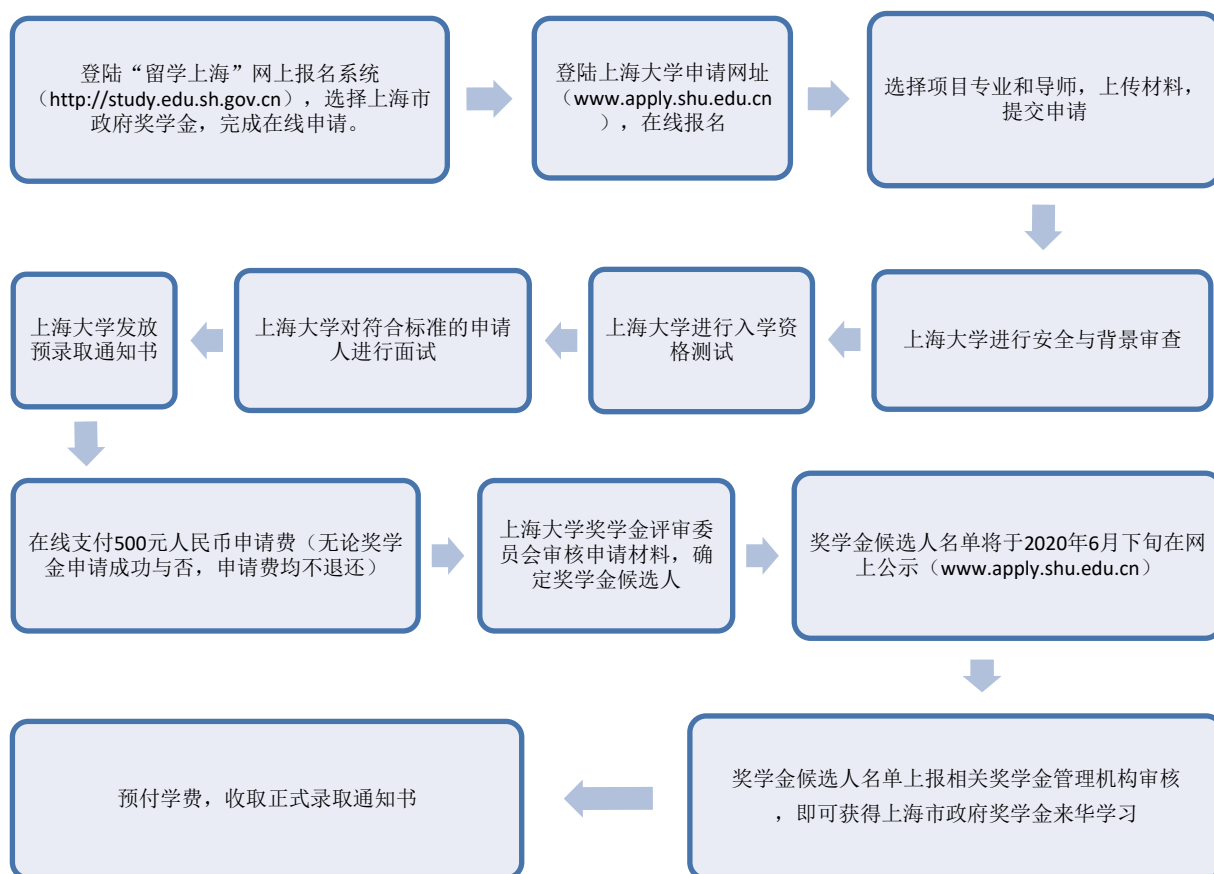 登陆“留学上海”网上报名系统
（http://study.edu.sh.gov.cn），选择上海市
政府奖学金，完成在线申请。
登陆上海大学申请网址
（www.apply.shu.edu.cn
），在线报名
选择项目专业和导师，上传材料，
提交申请
上海大学进行安全与背景审查
上海大学进行入学资
格测试
上海大学对符合标准的申请
人进行面试
上海大学发放
预录取通知书
在线支付500元人民币申请费（无论奖学
金申请成功与否，申请费均不退还）
上海大学奖学金评审委
员会审核申请材料，确
定奖学金候选人
奖学金候选人名单将于2020年6月下旬在网
上公示（www.apply.shu.edu.cn）
奖学金候选人名单上报相关奖学金管理机构审核
，即可获得上海市政府奖学金来华学习
预付学费，收取正式录取通知书